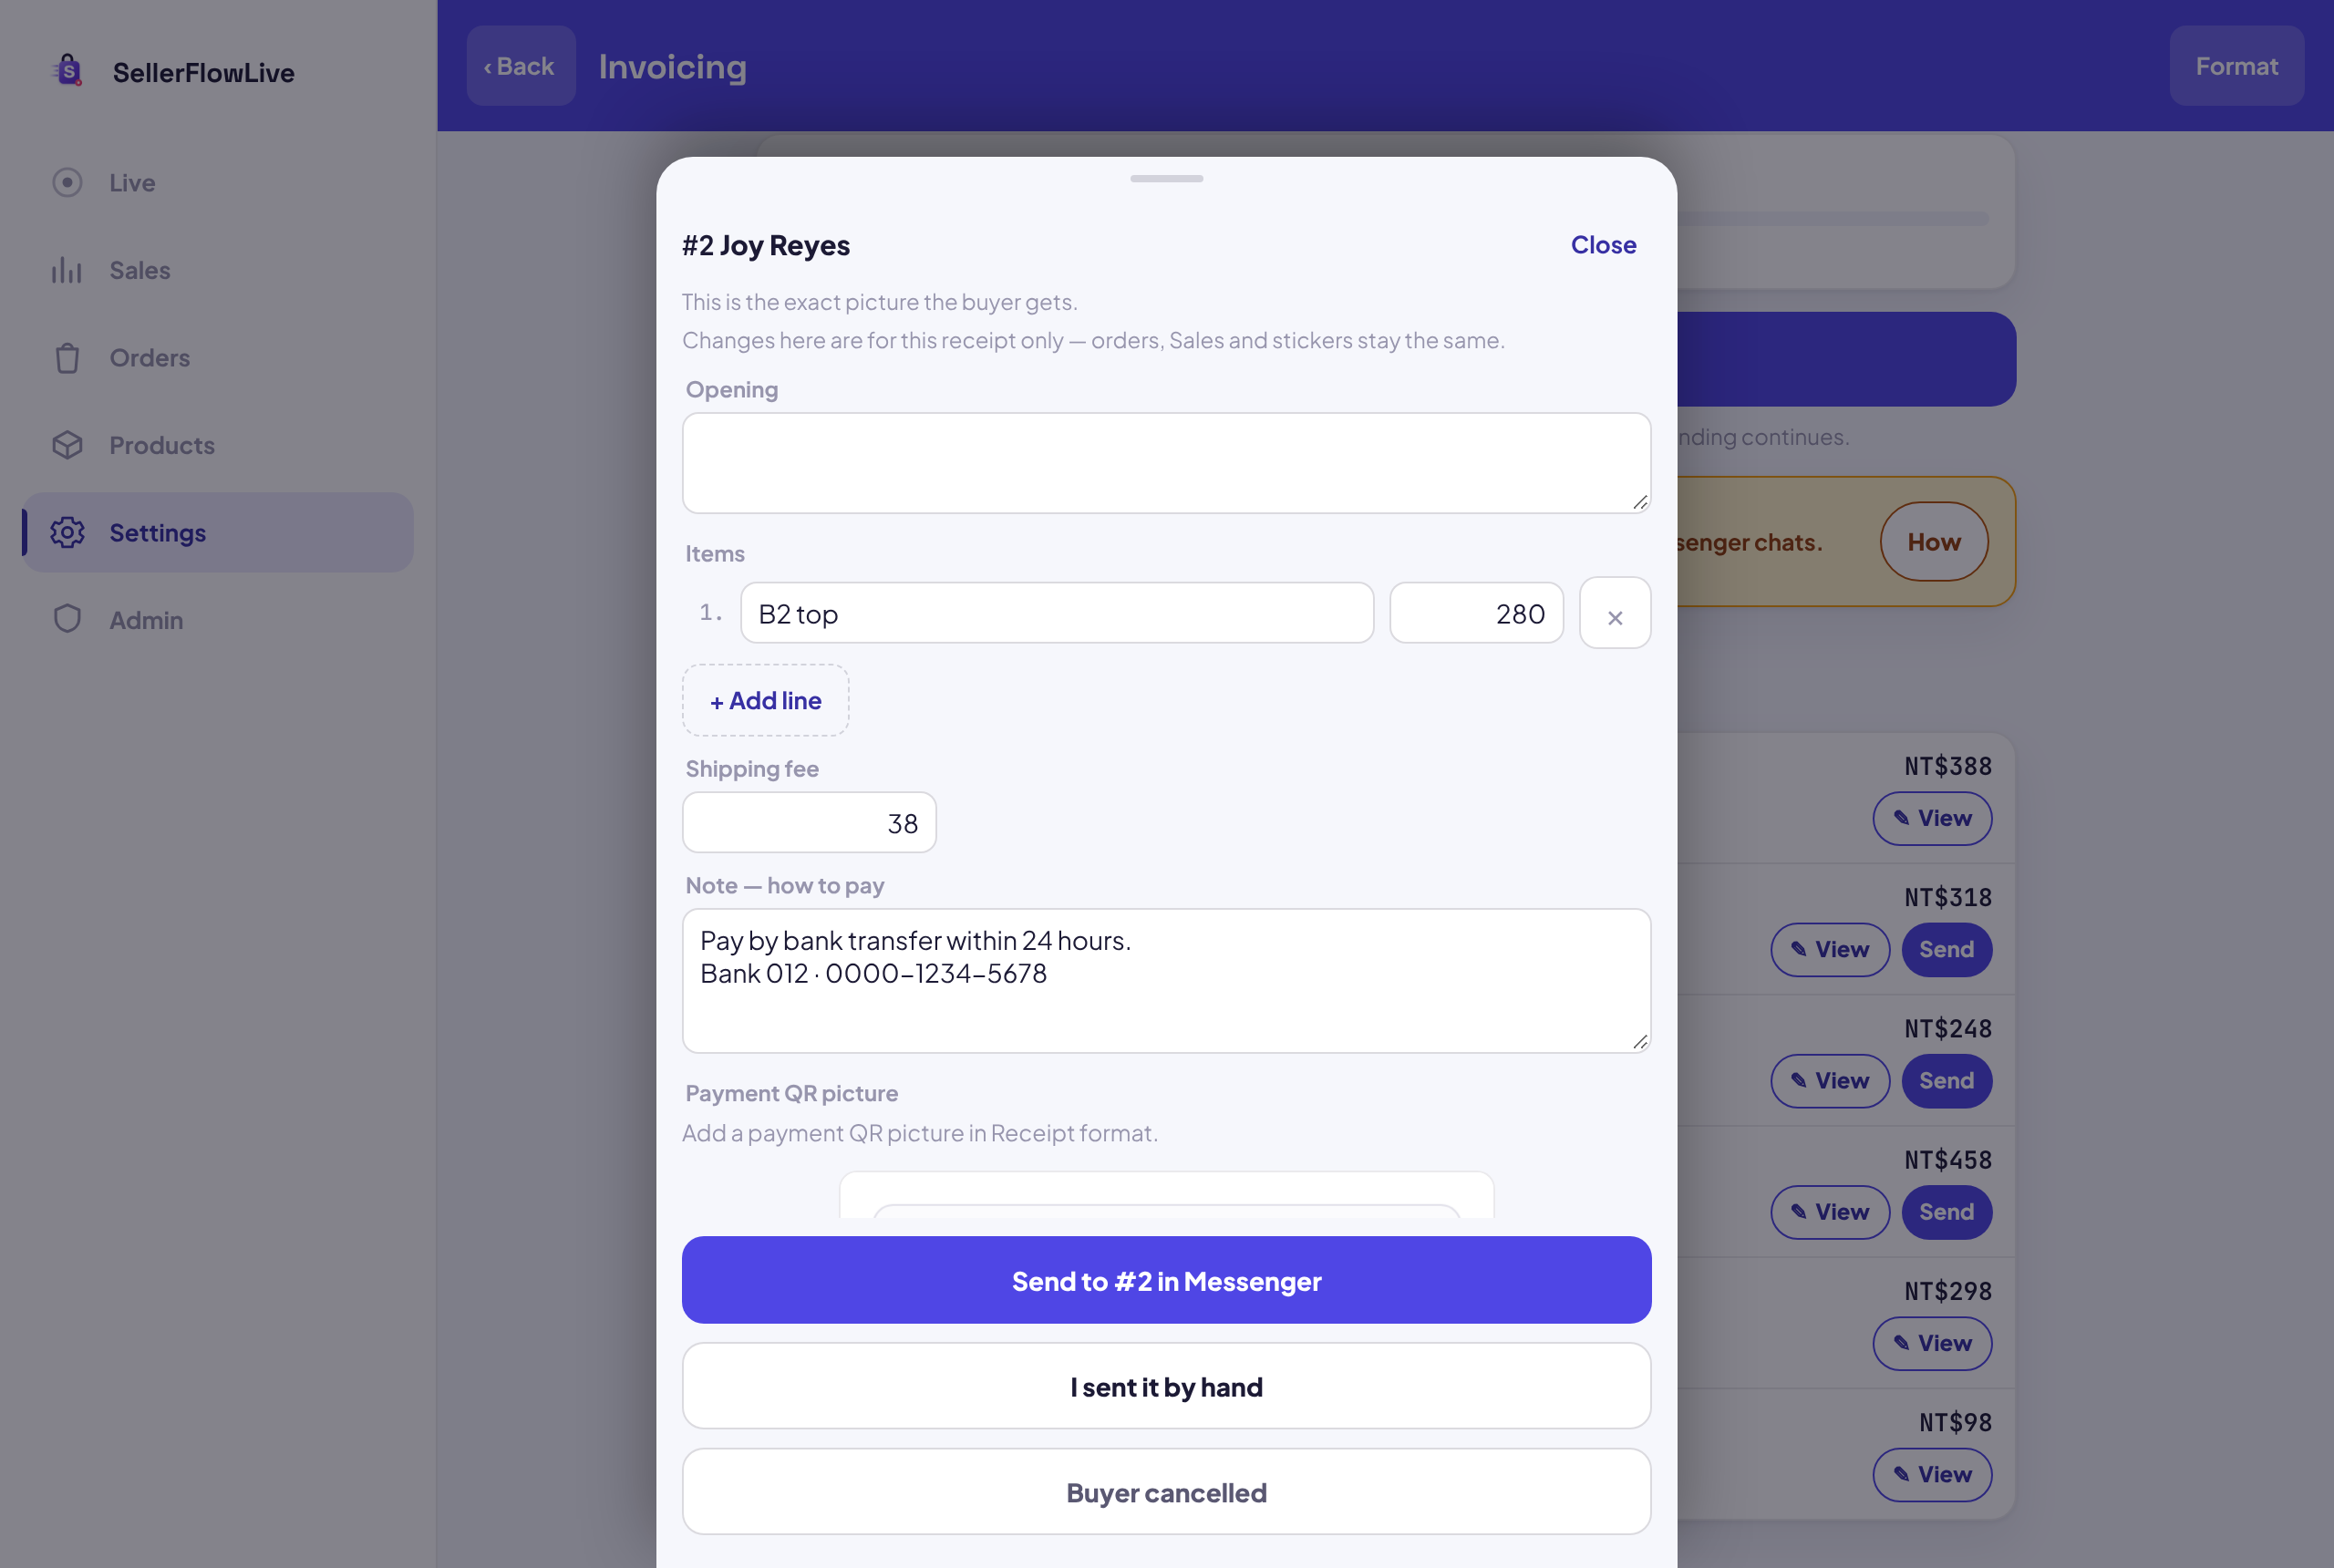 SellerFlowLive
Live
Sales
Orders
Products
Settings
Admin
‹ Back
Invoicing
Format
#2 Joy Reyes
Close
This is the exact picture the buyer gets.
Changes here are for this receipt only — orders, Sales and stickers stay the same.
Opening
Items
1. B2 top 280 ×
+ Add line
Shipping fee
38
Note — how to pay
Pay by bank transfer within 24 hours.
Bank 012 · 0000-1234-5678
Payment QR picture
Add a payment QR picture in Receipt format.
Send to #2 in Messenger
I sent it by hand
Buyer cancelled
continues.
chats.
How
NT$388
✎ View
NT$318
✎ View Send
NT$248
✎ View Send
NT$458
✎ View Send
NT$298
✎ View
NT$98
✎ View